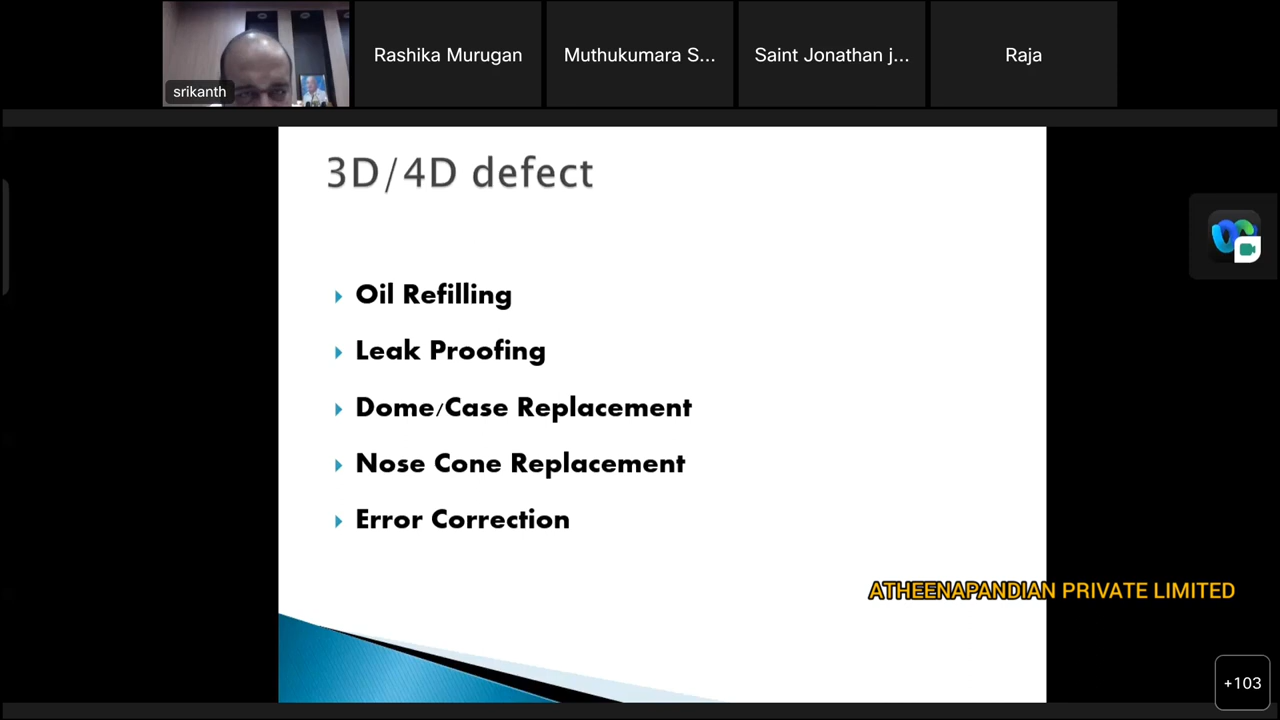 srikanth
Rashika Murugan
Muthukumara S...
Saint Jonathan j...
Raja
3D/4D defect
Oil Refilling
Leak Proofing
Dome/Case Replacement
Nose Cone Replacement
Error Correction
ATHEENAPANDIAN PRIVATE LIMITED
+103